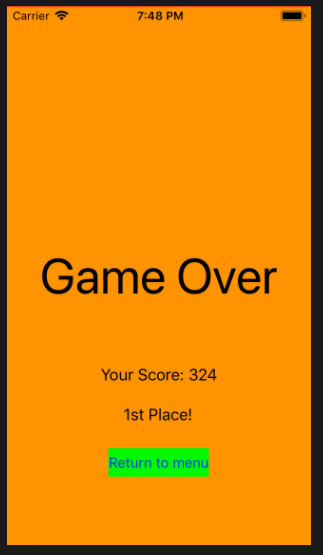 Carrier 7:48 PM
Game Over
Your Score: 324
1st Place!
Return to menu